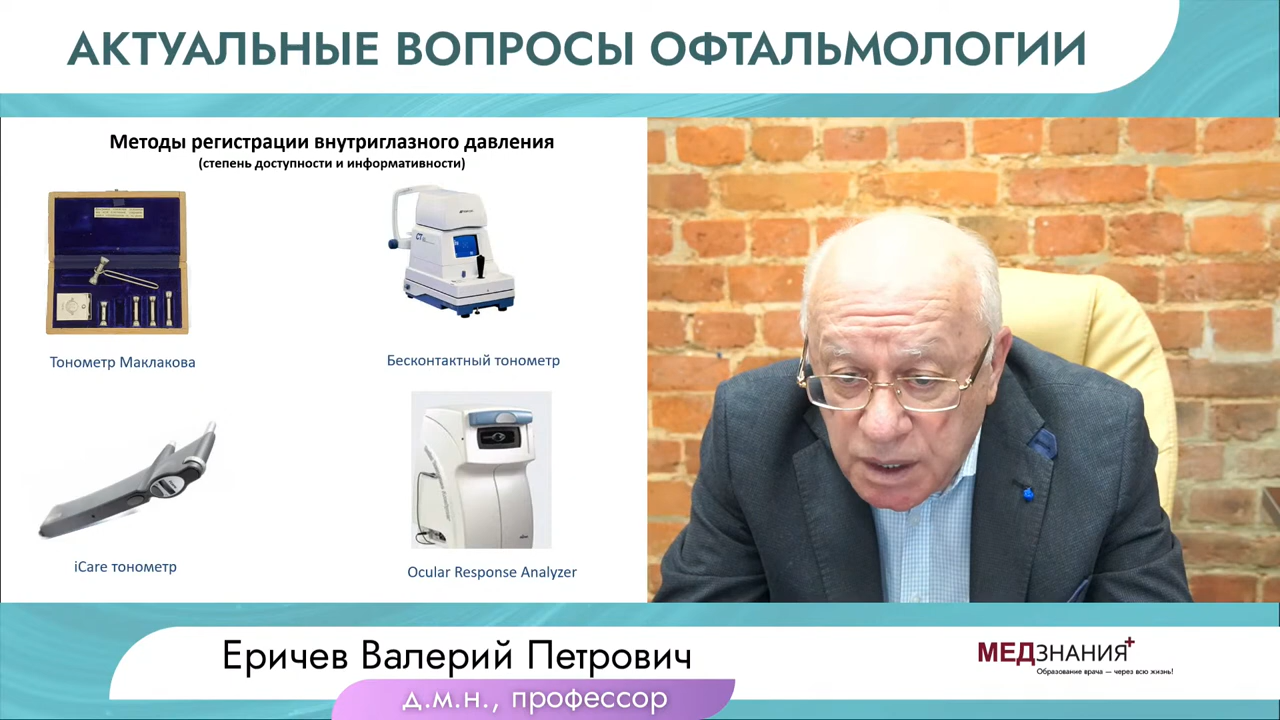 АКТУАЛЬНЫЕ ВОПРОСЫ ОФТАЛЬМОЛОГИИ
Методы регистрации внутриглазного давления
(степень доступности и информативности)
Тонометр Маклакова
Бесконтактный тонометр
iCare тонометр
Ocular Response Analyzer
Еричев Валерий Петрович
д.м.н., профессор
МЕДЗНАНИЯ+
Образование врача — через всю жизнь!